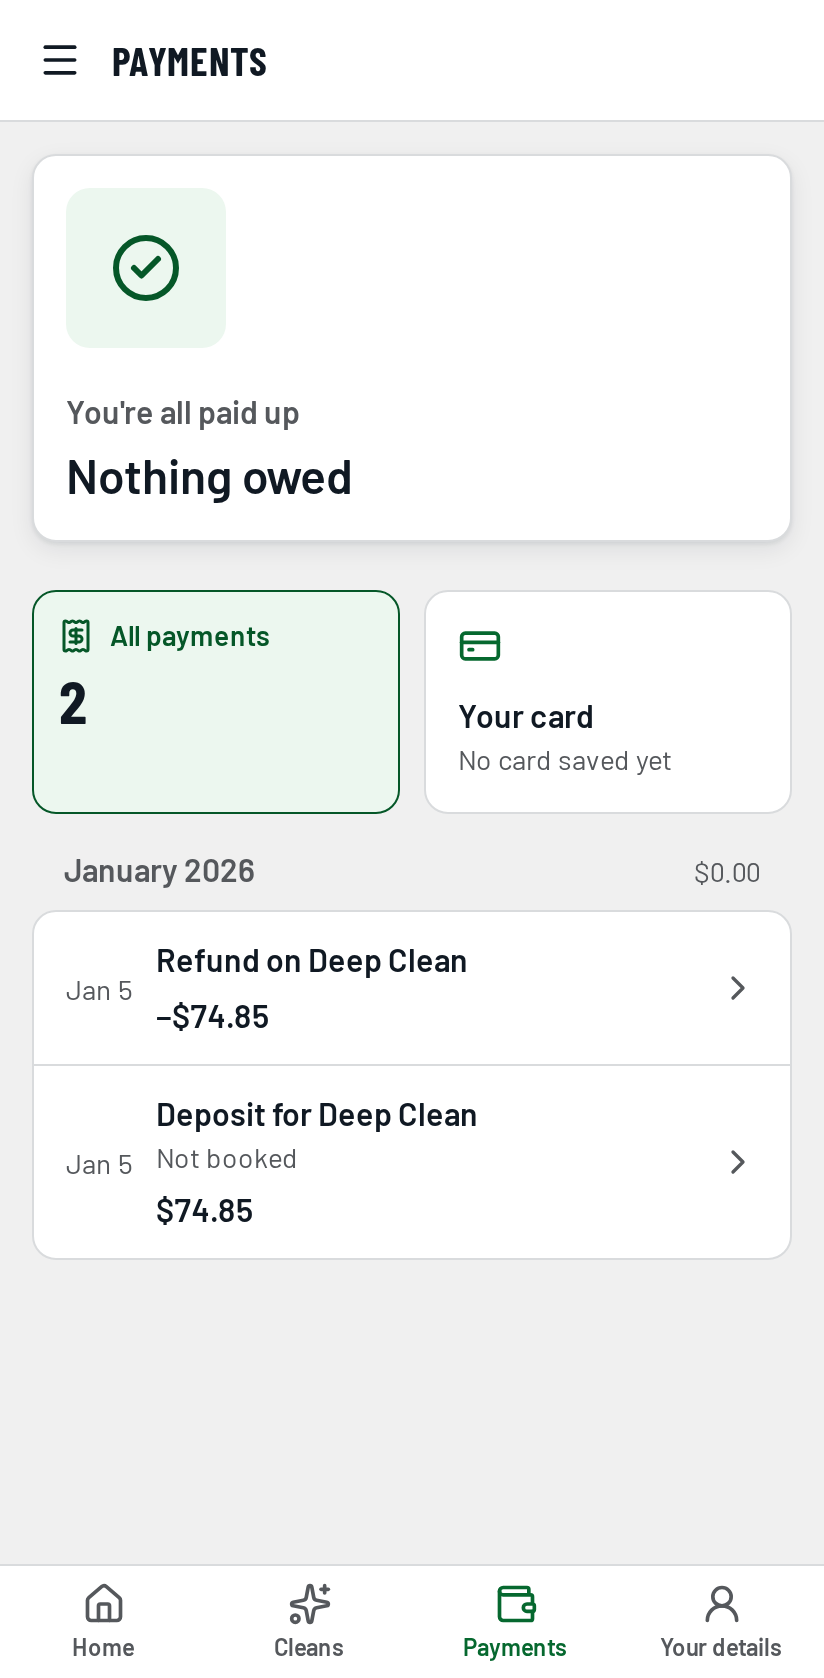 PAYMENTS
You're all paid up
Nothing owed
All payments
2
Your card
No card saved yet
January 2026
$0.00
Jan 5
Refund on Deep Clean
–$74.85
Jan 5
Deposit for Deep Clean
Not booked
$74.85
Home
Cleans
Payments
Your details